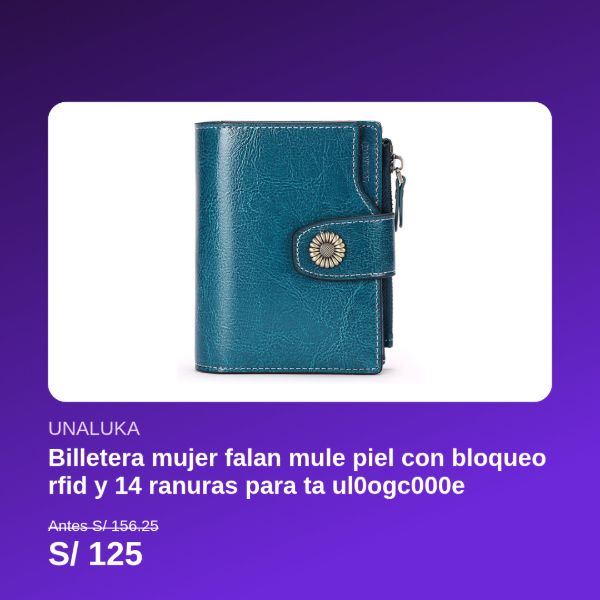 UNALUKA
Billetera mujer falan mule piel con bloqueo
rfid y 14 ranuras para ta ul0ogc000e
Antes S/ 156.25
S/ 125